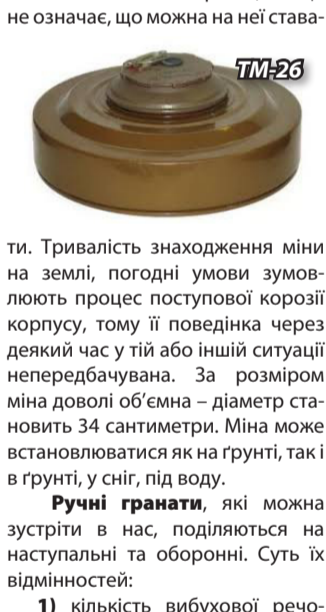 не означає, що можна на неї става-
ТМ-26
ти. Тривалість знаходження міни
на землі, погодні умови зумов-
люють процес поступової корозії
корпусу, тому її поведінка через
деякий час у тій або іншій ситуації
непередбачувана. За розміром
міна доволі об’ємна – діаметр ста-
новить 34 сантиметри. Міна може
встановлюватися як на ґрунті, так і
в ґрунті, у сніг, під воду.
Ручні гранати, які можна
зустріти в нас, поділяються на
наступальні та оборонні. Суть їх
відмінностей:
1) кількість вибухової речо-